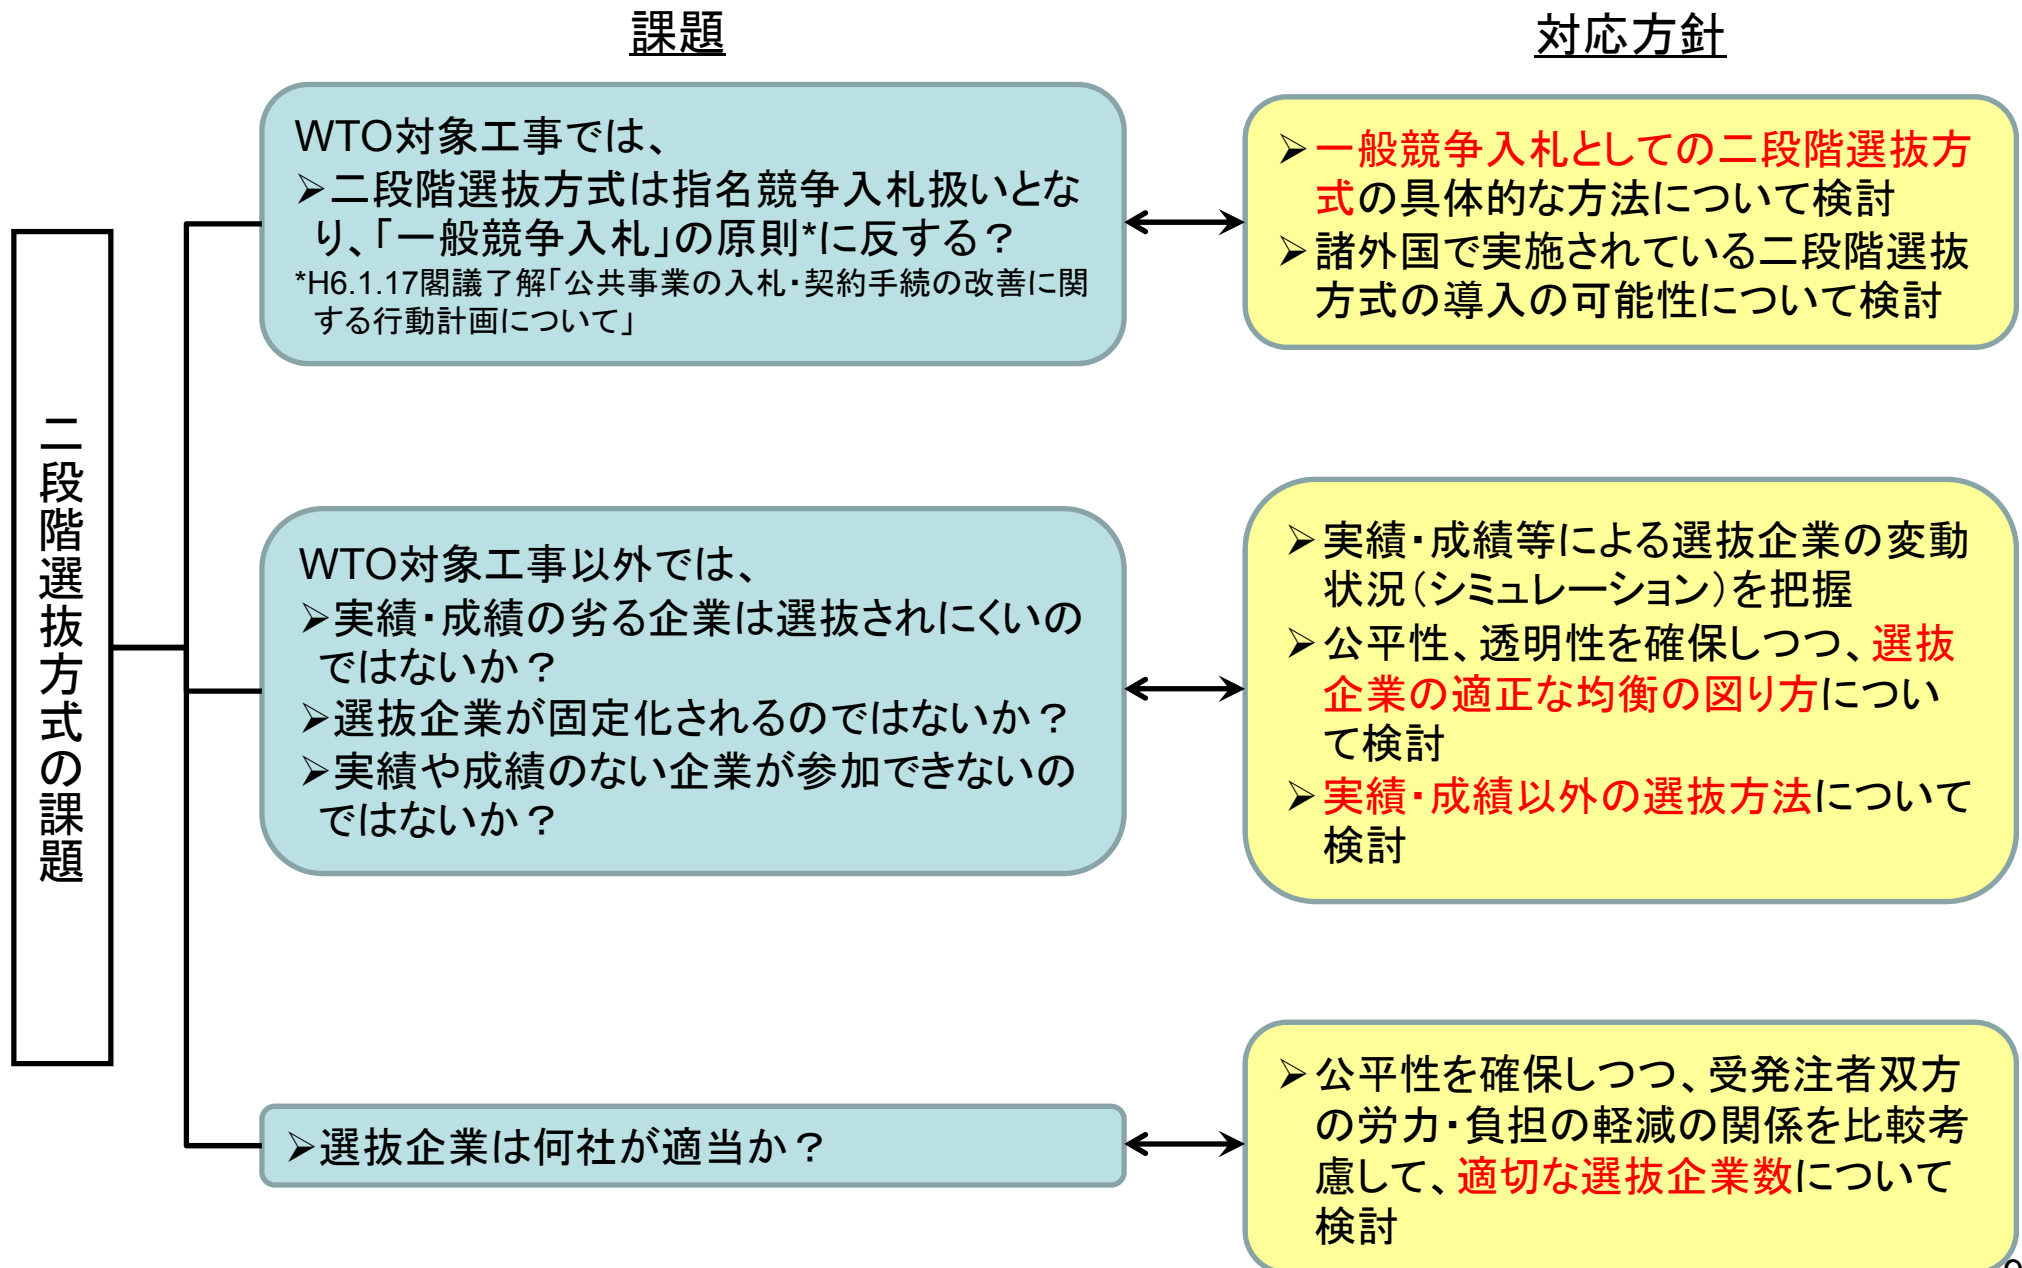 課題
対応方針
二段階選抜方式の課題
WTO対象工事では、
➢二段階選抜方式は指名競争入札扱いとな
り、「一般競争入札」の原則*に反する？
*H6.1.17閣議了解「公共事業の入札・契約手続の改善に関
する行動計画について」
➢一般競争入札としての二段階選抜方
式の具体的な方法について検討
➢諸外国で実施されている二段階選抜
方式の導入の可能性について検討
WTO対象工事以外では、
➢実績・成績の劣る企業は選抜されにくいの
ではないか？
➢選抜企業が固定化されるのではないか？
➢実績や成績のない企業が参加できないの
ではないか？
➢実績・成績等による選抜企業の変動
状況（シミュレーション）を把握
➢公平性、透明性を確保しつつ、選抜
企業の適正な均衡の図り方につい
て検討
➢実績・成績以外の選抜方法について
検討
➢選抜企業は何社が適当か？
➢公平性を確保しつつ、受発注者双方
の労力・負担の軽減の関係を比較考
慮して、適切な選抜企業数について
検討